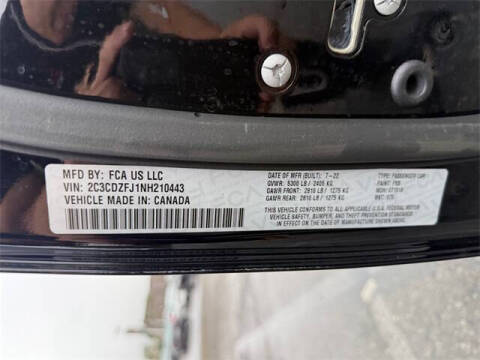 MFD BY: FCA US LLC
VIN: 2C3CDZFJ1NH210443
VEHICLE MADE IN: CANADA
DATE OF MFR (BUILT): 7-22
GVWR: 5300 LB / 2405 KG
GAWR FRONT: 2810 LB / 1275 KG
GAWR REAR: 2810 LB / 1275 KG
TYPE: PASSENGER CAR
PAINT: PX8
THIS VEHICLE CONFORMS TO ALL APPLICABLE U.S.A. FEDERAL MOTOR
VEHICLE SAFETY, BUMPER, AND THEFT PREVENTION STANDARDS
IN EFFECT ON THE DATE OF MANUFACTURE SHOWN ABOVE.